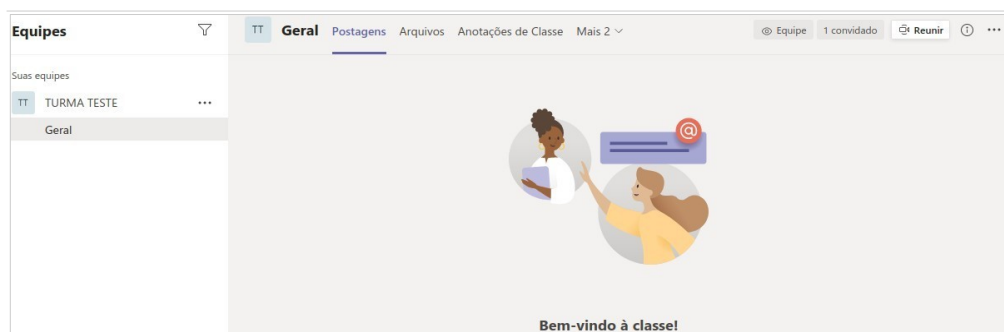 Equipes
TT Geral Postagens Arquivos Anotações de Classe Mais 2
Equipe 1 convidado Reunir
Suas equipes
TT TURMA TESTE
Geral
@
Bem-vindo à classe!